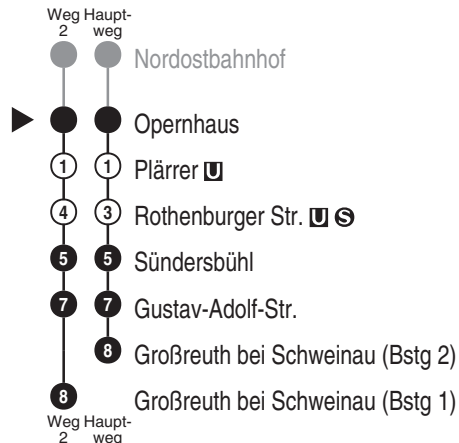 Weg Haupt-
2 weg
Nordostbahnhof
Opernhaus
1 1 Plärrer U
4 3 Rothenburger Str. U S
5 5 Sündersbühl
7 7 Gustav-Adolf-Str.
8 Großreuth bei Schweinau (Bstg 2)
8 Großreuth bei Schweinau (Bstg 1)
Weg Haupt-
2 weg